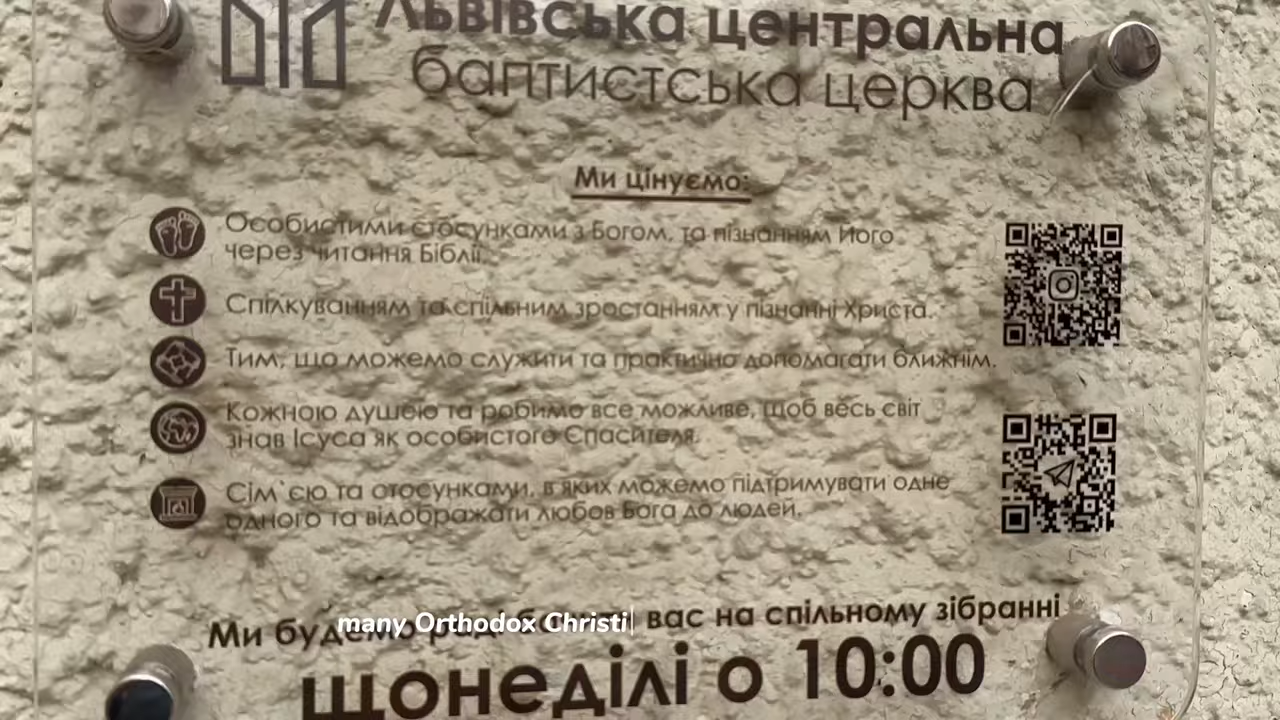 Львівська центральна
баптистська церква
Ми цінуємо:
Особистими стосунками з Богом, та пізнанням Його
через читання Біблії.
Спілкуванням та спільним зростанням у пізнанні Христа.
Тим, що можемо служити та практично допомагати ближнім.
Кожною душею та робимо все можливе, щоб весь світ
знав Ісуса як особистого Спасителя.
Сім`єю та стосунками, в яких можемо підтримувати одне
одного та відображати любов Бога до людей.
Ми будемо вас на спільному зібранні
many Orthodox Christi
щонеділі о 10:00